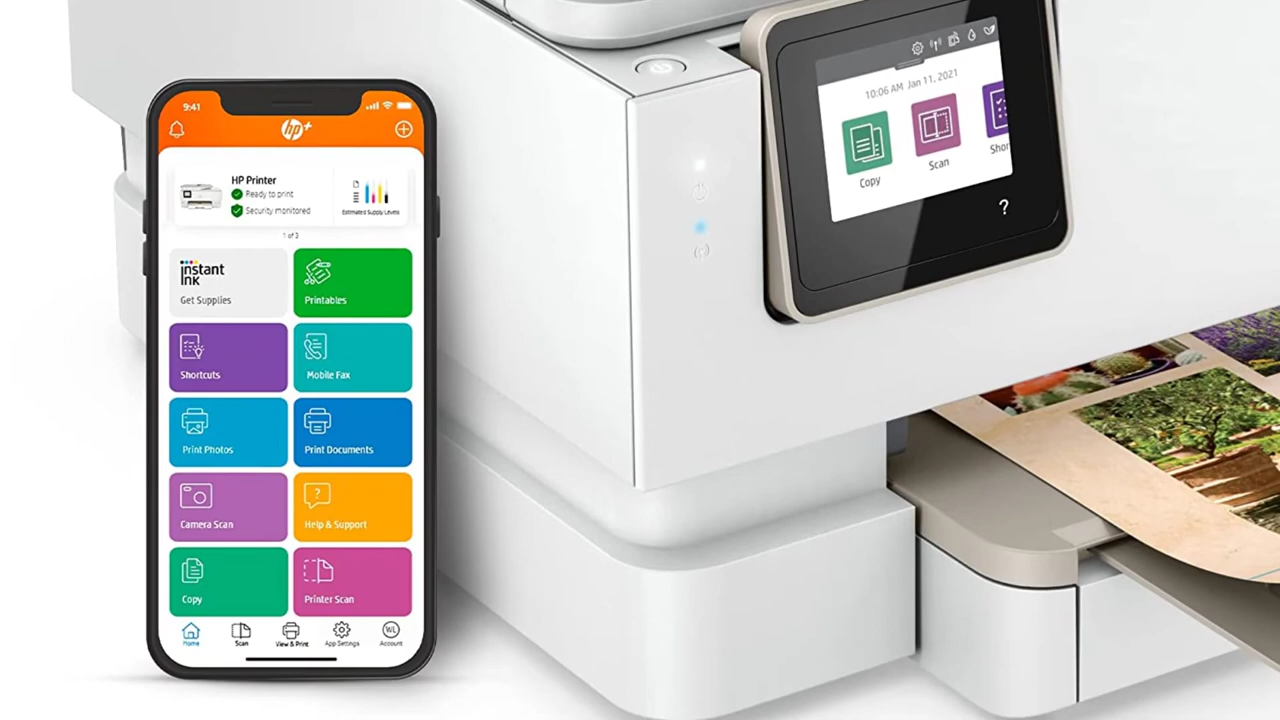 9:41
hp+
HP Printer
Ready to print
Security monitored
Estimated Supply Levels
1 of 3
instant
ink
Get Supplies
Printables
Shortcuts
Mobile Fax
Print Photos
Print Documents
Camera Scan
?
Help & Support
Copy
Printer Scan
Home
Scan
View & Print
App Settings
WL
Account
10:06 AM Jan 11, 2021
Copy
Scan
Shor
?